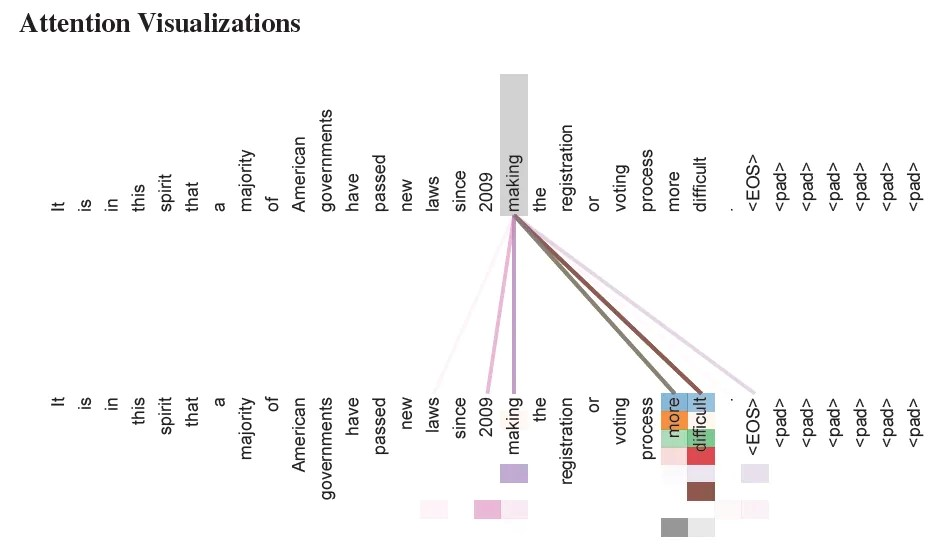 Attention Visualizations
It is in this spirit that a majority of American governments have passed new laws since 2009 making the registration or voting process more difficult . <EOS> <pad> <pad> <pad> <pad> <pad> <pad>
It is in this spirit that a majority of American governments have passed new laws since 2009 making the registration or voting process more difficult . <EOS> <pad> <pad> <pad> <pad> <pad> <pad>